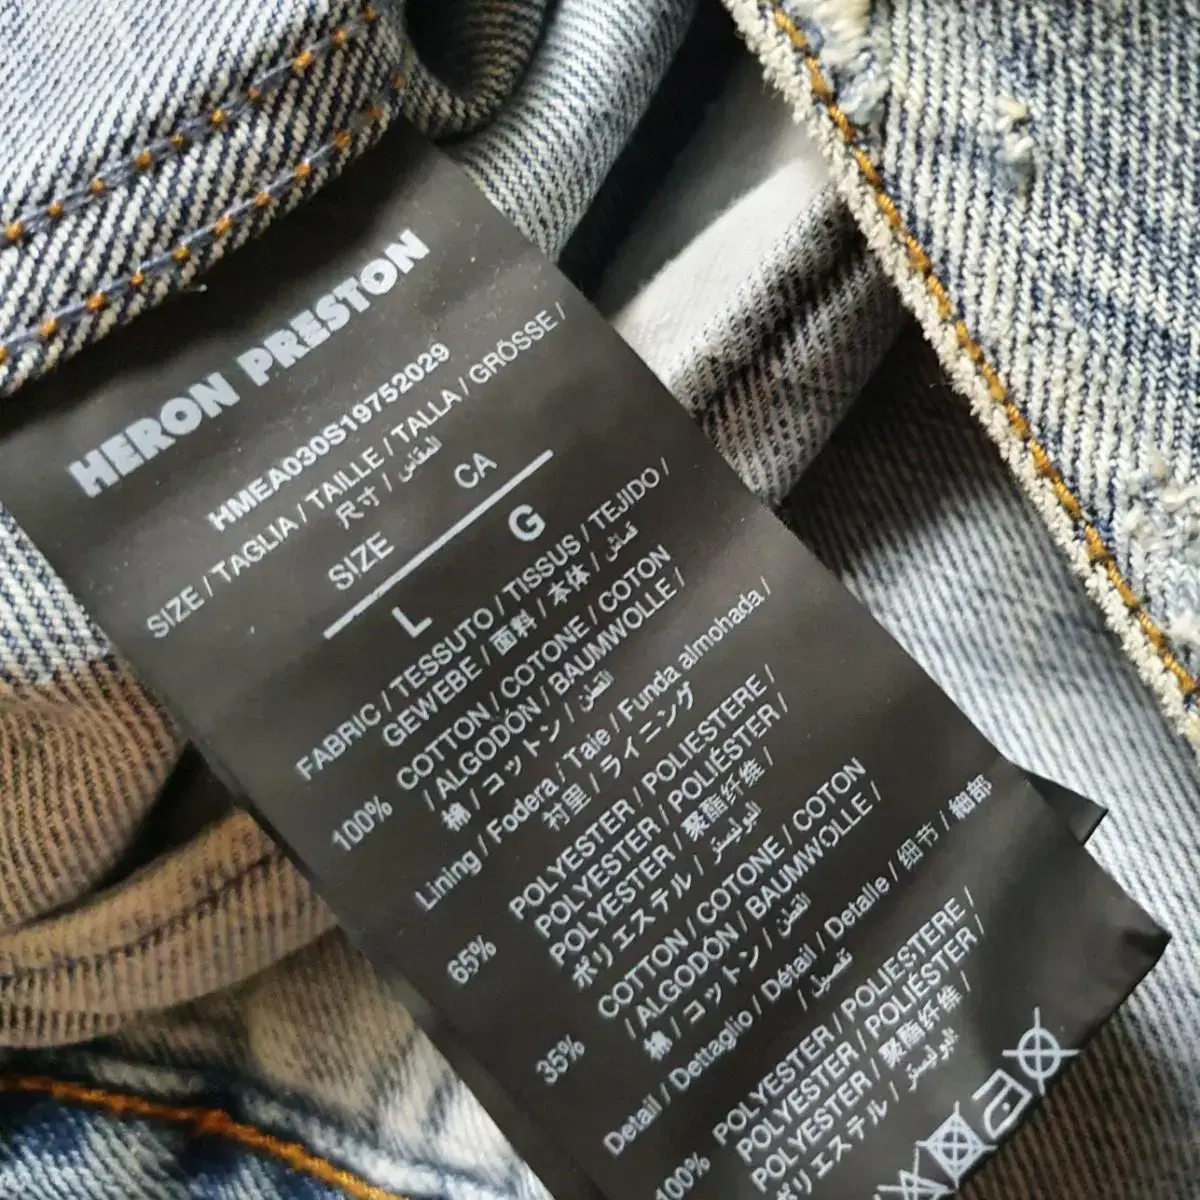 HERON PRESTON
HMEA030S19752029
SIZE / TAGLIA / TAILLE / TALLA / GRÖSSE /
尺寸 / المقاس
SIZE CA
L G
FABRIC / TESSUTO / TISSUS / TEJIDO /
GEWEBE / 面料 / 本体 / قماش
100% COTTON / COTONE / COTON
/ ALGODÓN / BAUMWOLLE /
棉 / コットン / القطن
Lining / Fodera / Taie / Funda almohada /
衬里 / ライニング
65% POLYESTER / POLIESTERE /
POLYESTER / POLIÉSTER /
POLYESTER / 聚酯纤维 /
ポリエステル / البوليستر
35% COTTON / COTONE / COTON
/ ALGODÓN / BAUMWOLLE /
棉 / コットン / القطن
Detail / Dettaglio / Détail / Detalle / 细节 / 細部
/ تفصيل
100% POLYESTER / POLIESTERE /
POLYESTER / POLIÉSTER /
POLYESTER / 聚酯纤维 /
ポリエステル / البوليستر